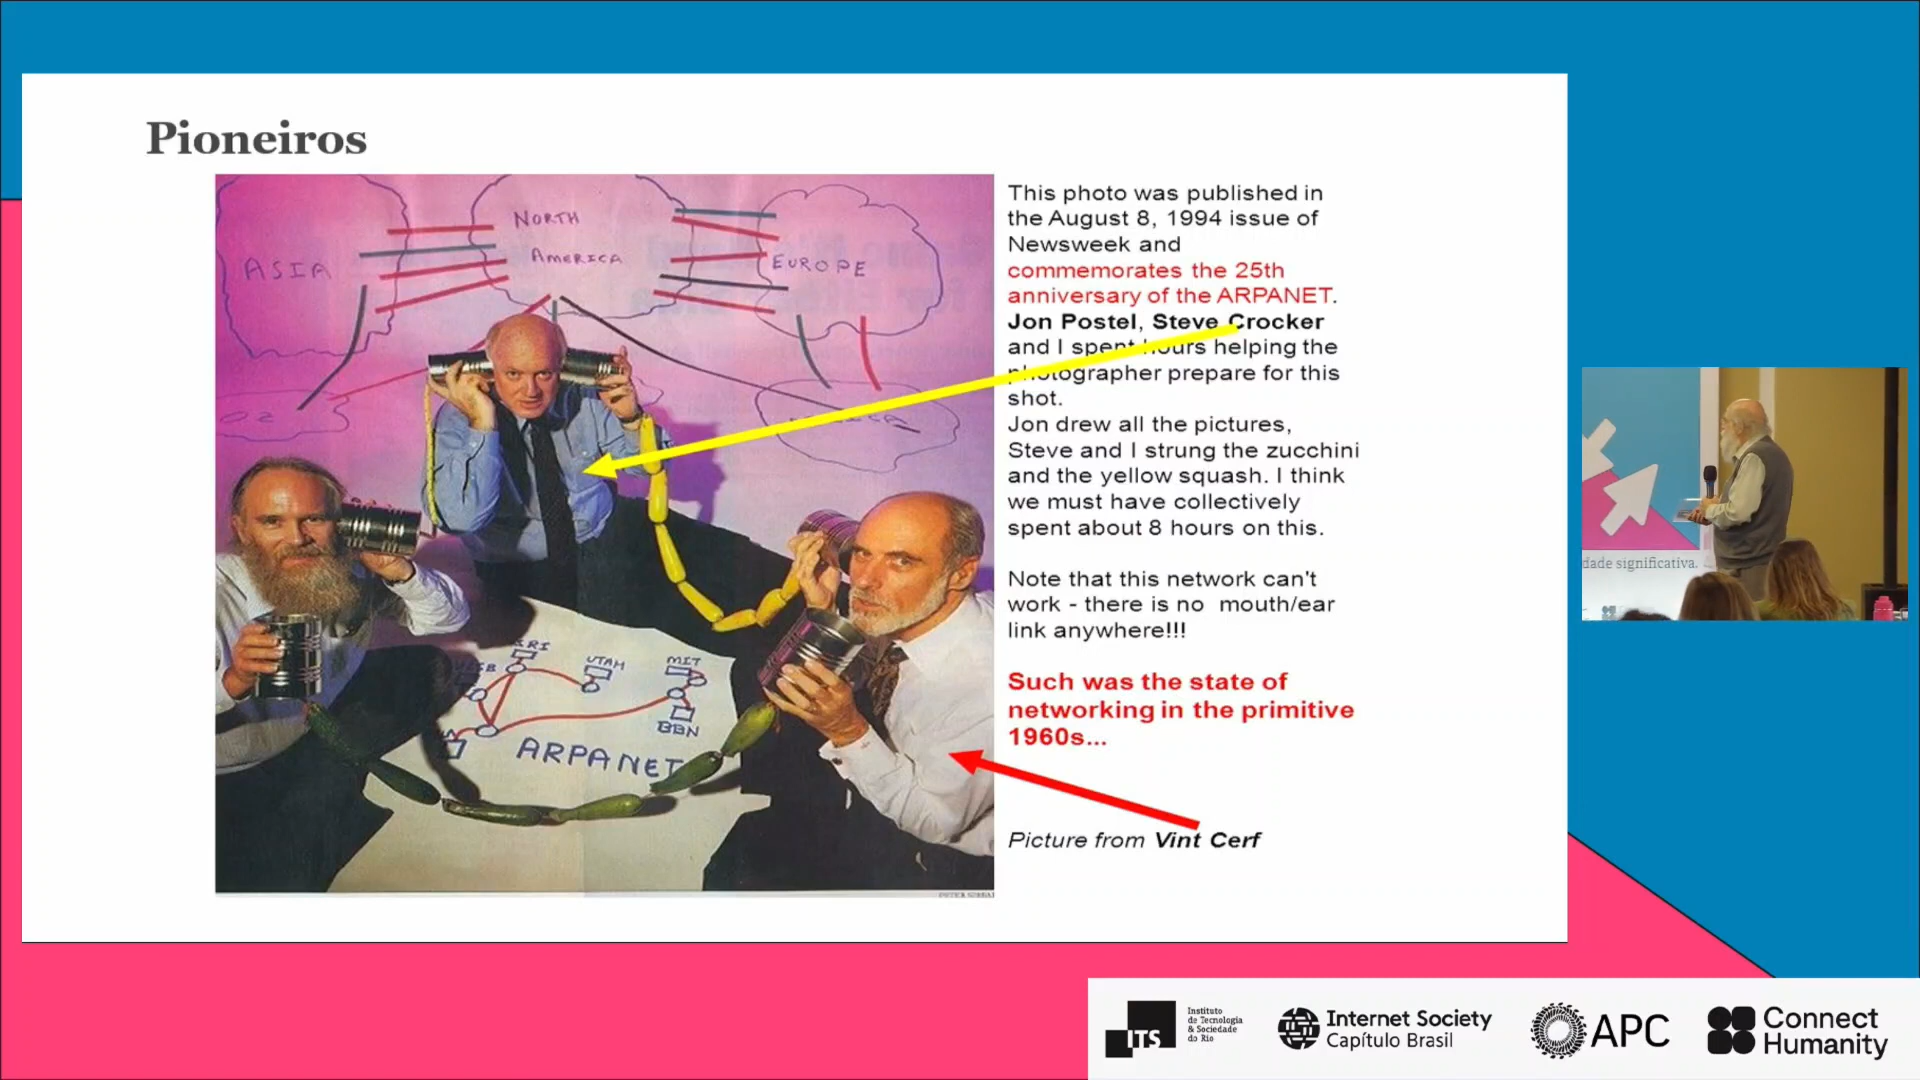 Pioneiros
NORTH
AMERICA
ASIA
EUROPE
This photo was published in
the August 8, 1994 issue of
Newsweek and
commemorates the 25th
anniversary of the ARPANET.
Jon Postel, Steve Crocker
and I spent hours helping the
photographer prepare for this
shot.
Jon drew all the pictures,
Steve and I strung the zucchini
and the yellow squash. I think
we must have collectively
spent about 8 hours on this.
Note that this network can't
work - there is no mouth/ear
link anywhere!!!
Such was the state of
networking in the primitive
1960s...
Picture from Vint Cerf
SRI
UTAH
MIT
BBN
ARPANET
dade significativa.
ITS
Instituto
de Tecnologia
& Sociedade
do Rio
Internet Society
Capítulo Brasil
APC
Connect
Humanity